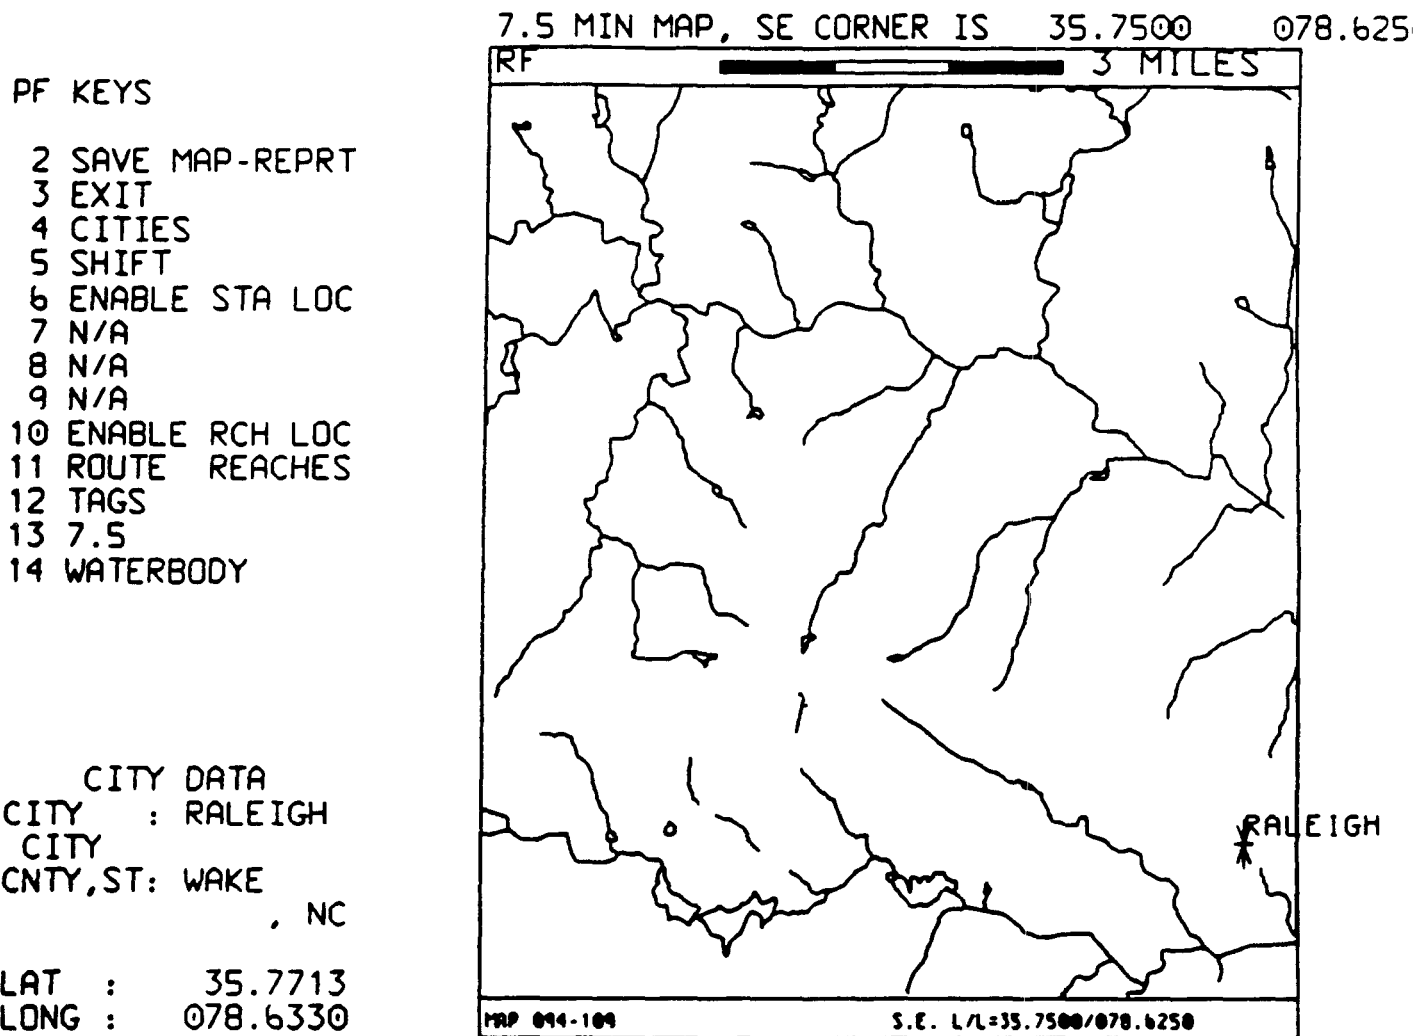 7.5 MIN MAP, SE CORNER IS 35.7500 078.625
RF 3 MILES
PF KEYS
2 SAVE MAP-REPRT
3 EXIT
4 CITIES
5 SHIFT
6 ENABLE STA LOC
7 N/A
8 N/A
9 N/A
10 ENABLE RCH LOC
11 ROUTE REACHES
12 TAGS
13 7.5
14 WATERBODY
CITY DATA
CITY : RALEIGH
CITY
CNTY,ST: WAKE
, NC
LAT : 35.7713
LONG : 078.6330
RALEIGH
MAP 094-109 S.E. L/L=35.7500/078.6250